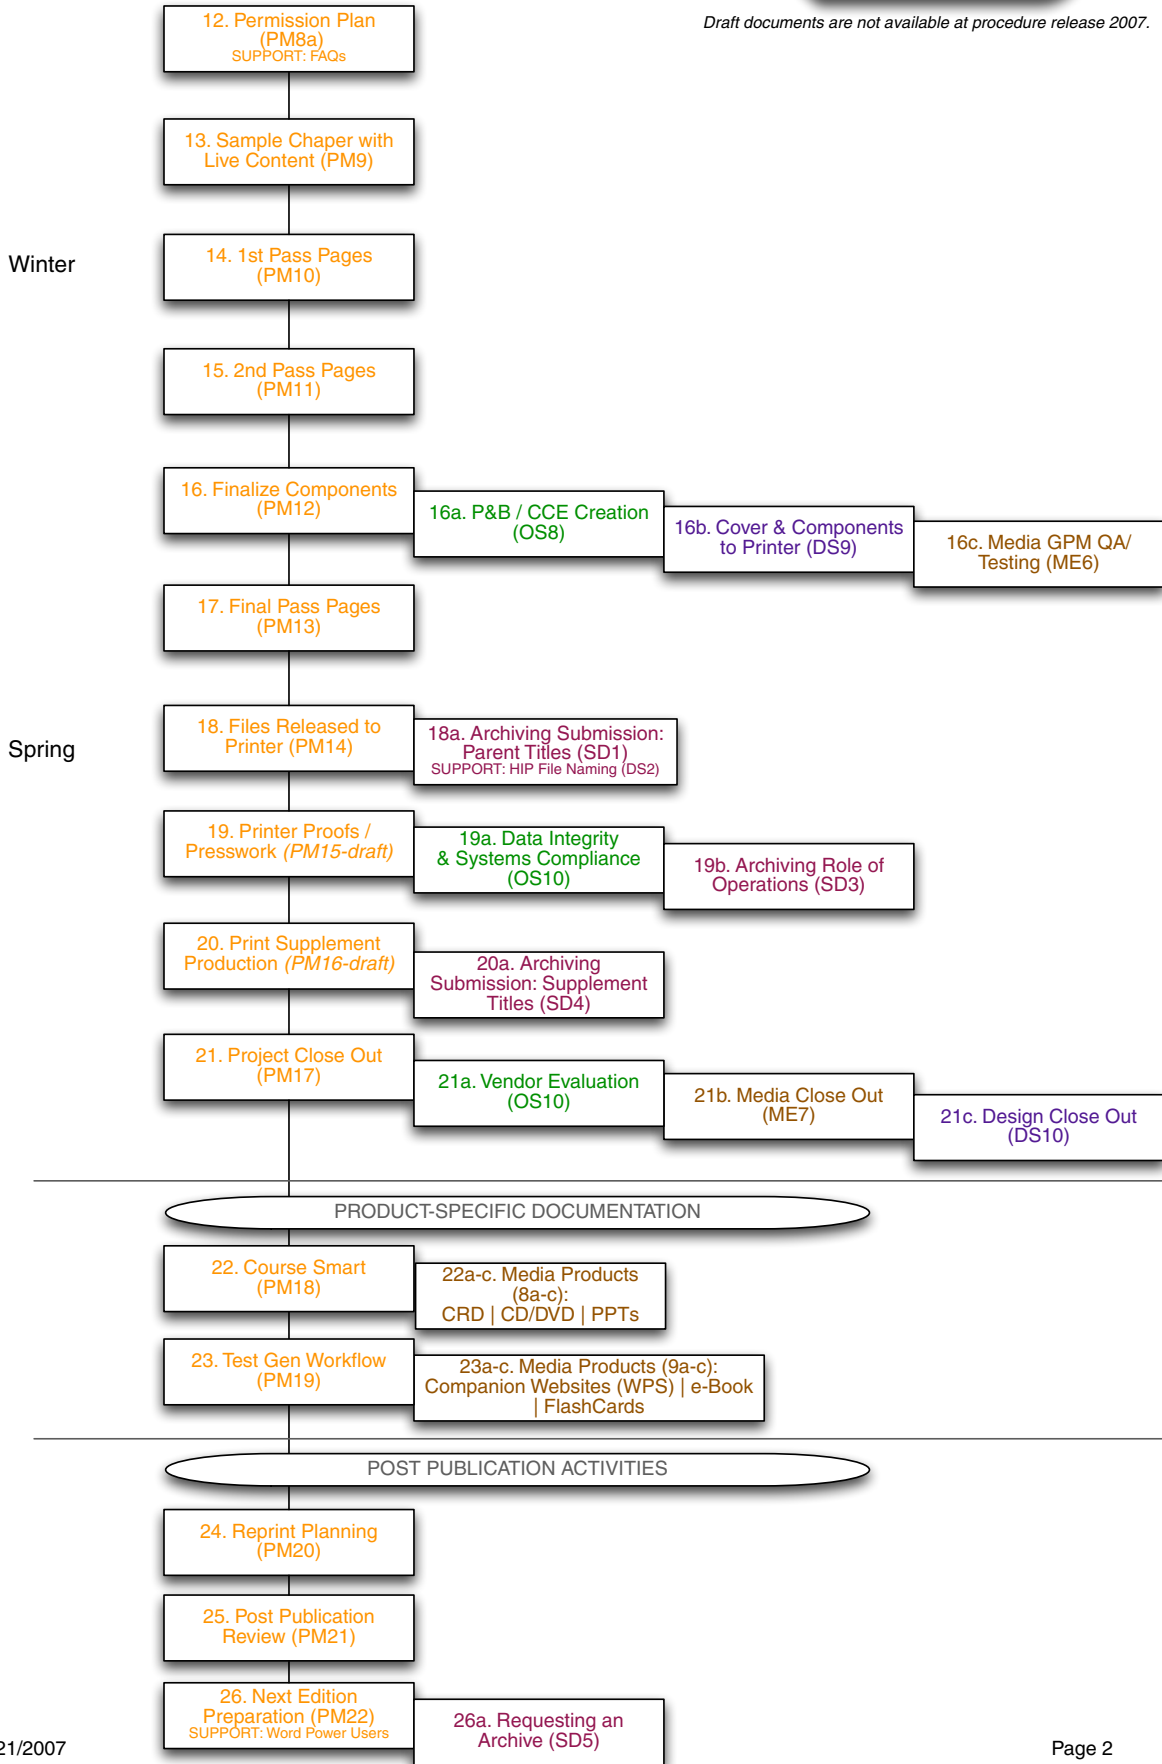 12. Permission Plan
(PM8a)
SUPPORT: FAQs
Draft documents are not available at procedure release 2007.
13. Sample Chaper with
Live Content (PM9)
Winter
14. 1st Pass Pages
(PM10)
15. 2nd Pass Pages
(PM11)
16. Finalize Components
(PM12)
16a. P&B / CCE Creation
(OS8)
16b. Cover & Components
to Printer (DS9)
16c. Media GPM QA/
Testing (ME6)
17. Final Pass Pages
(PM13)
Spring
18. Files Released to
Printer (PM14)
18a. Archiving Submission:
Parent Titles (SD1)
SUPPORT: HIP File Naming (DS2)
19. Printer Proofs /
Presswork (PM15-draft)
19a. Data Integrity
& Systems Compliance
(OS10)
19b. Archiving Role of
Operations (SD3)
20. Print Supplement
Production (PM16-draft)
20a. Archiving
Submission: Supplement
Titles (SD4)
21. Project Close Out
(PM17)
21a. Vendor Evaluation
(OS10)
21b. Media Close Out
(ME7)
21c. Design Close Out
(DS10)
PRODUCT-SPECIFIC DOCUMENTATION
22. Course Smart
(PM18)
22a-c. Media Products
(8a-c):
CRD | CD/DVD | PPTs
23. Test Gen Workflow
(PM19)
23a-c. Media Products (9a-c):
Companion Websites (WPS) | e-Book
| FlashCards
POST PUBLICATION ACTIVITIES
24. Reprint Planning
(PM20)
25. Post Publication
Review (PM21)
26. Next Edition
Preparation (PM22)
SUPPORT: Word Power Users
26a. Requesting an
Archive (SD5)
21/2007
Page 2